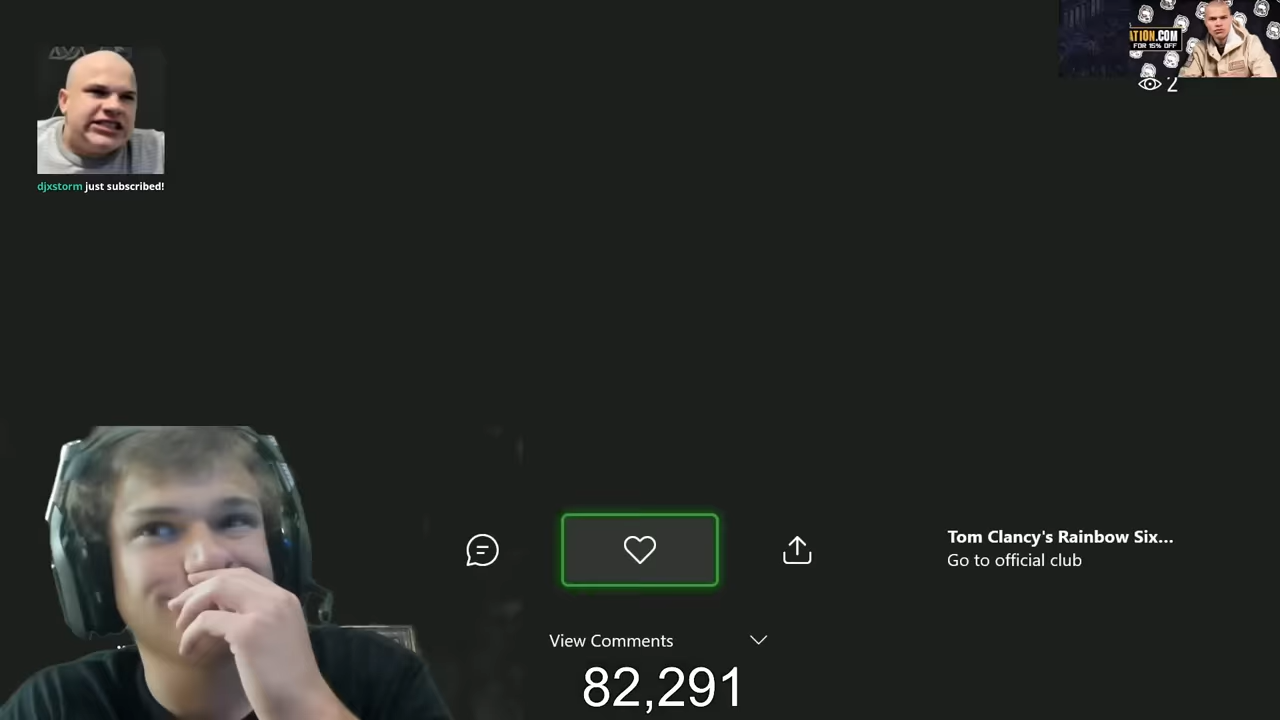 ATION.COM
FOR 15% OFF
2
djxstorm just subscribed!
Tom Clancy's Rainbow Six...
Go to official club
View Comments
82,291